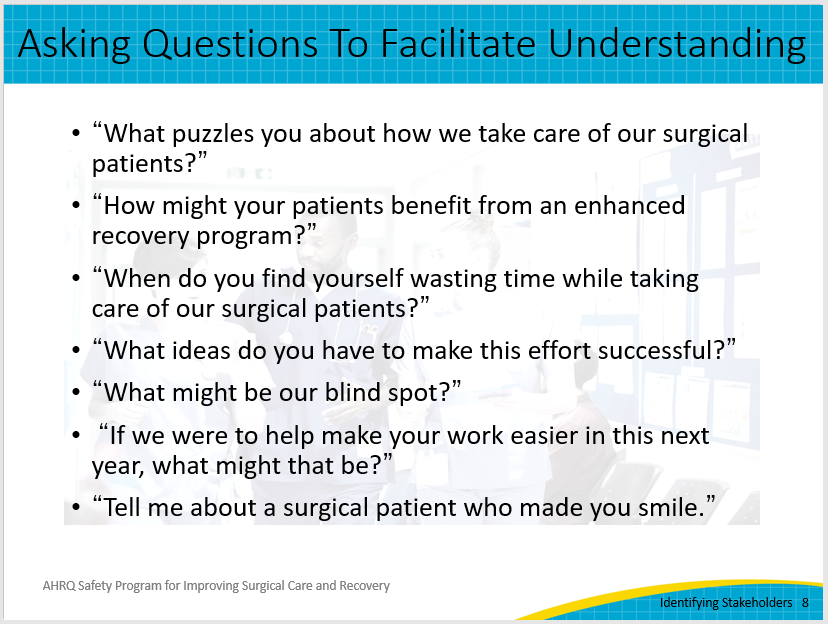 Asking Questions To Facilitate Understanding
• “What puzzles you about how we take care of our surgical
patients?”
• “How might your patients benefit from an enhanced
recovery program?”
• “When do you find yourself wasting time while taking
care of our surgical patients?”
• “What ideas do you have to make this effort successful?”
• “What might be our blind spot?”
• “If we were to help make your work easier in this next
year, what might that be?”
• “Tell me about a surgical patient who made you smile.”
AHRQ Safety Program for Improving Surgical Care and Recovery
Identifying Stakeholders 8